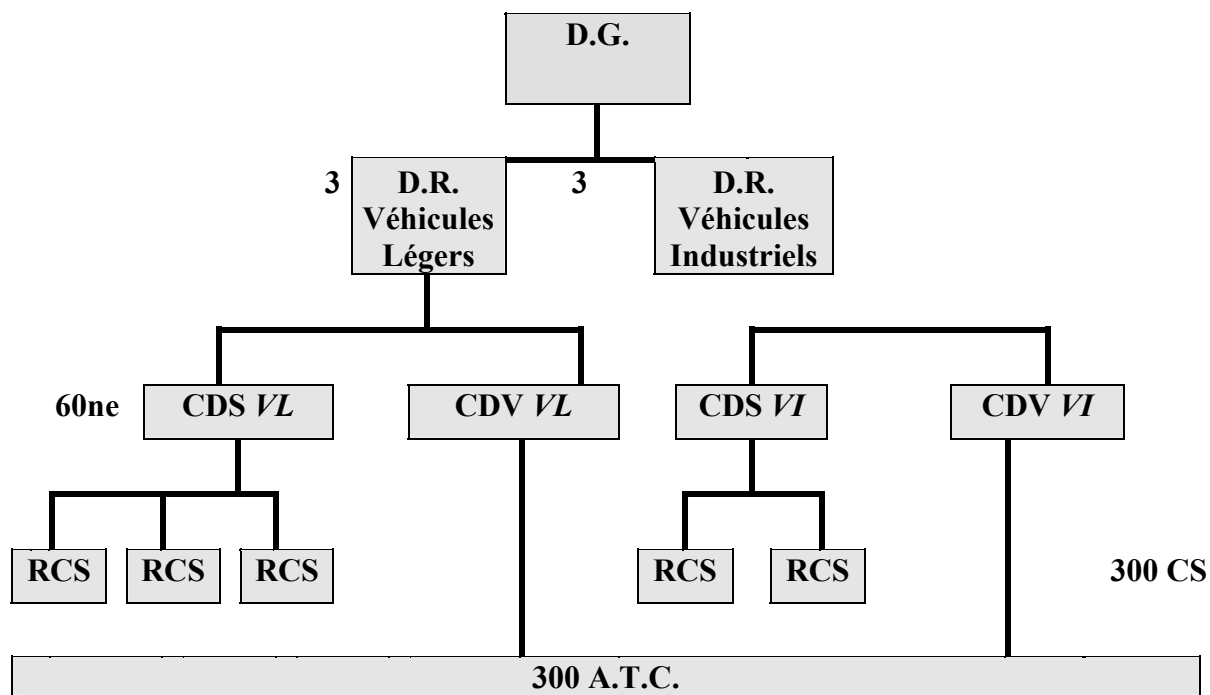 D.G.
3
D.R.
Véhicules
Légers
3
D.R.
Véhicules
Industriels
60ne
CDS VL
CDV VL
CDS VI
CDV VI
RCS
RCS
RCS
RCS
RCS
300 CS
300 A.T.C.